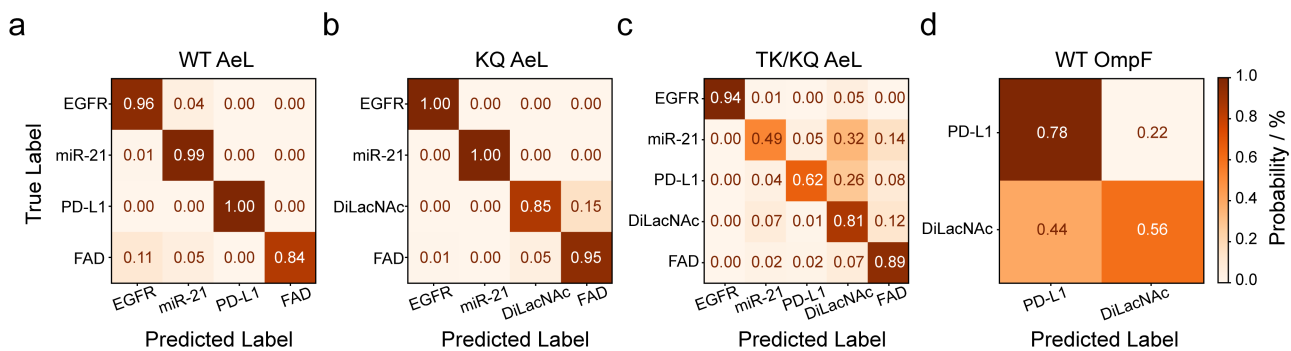 a
WT AeL
True Label
EGFR 0.96 0.04 0.00 0.00
miR-21 0.01 0.99 0.00 0.00
PD-L1 0.00 0.00 1.00 0.00
FAD 0.11 0.05 0.00 0.84
EGFR miR-21 PD-L1 FAD
Predicted Label
b
KQ AeL
EGFR 1.00 0.00 0.00 0.00
miR-21 0.00 1.00 0.00 0.00
DiLacNAc 0.00 0.00 0.85 0.15
FAD 0.01 0.00 0.05 0.95
EGFR miR-21 DiLacNAc FAD
Predicted Label
c
TK/KQ AeL
EGFR 0.94 0.01 0.00 0.05 0.00
miR-21 0.00 0.49 0.05 0.32 0.14
PD-L1 0.00 0.04 0.62 0.26 0.08
DiLacNAc 0.00 0.07 0.01 0.81 0.12
FAD 0.00 0.02 0.02 0.07 0.89
EGFR miR-21 PD-L1 DiLacNAc FAD
Predicted Label
d
WT OmpF
PD-L1 0.78 0.22
DiLacNAc 0.44 0.56
PD-L1 DiLacNAc
Predicted Label
1.0
0.8
0.6
0.4
0.2
0.0
Probability / %